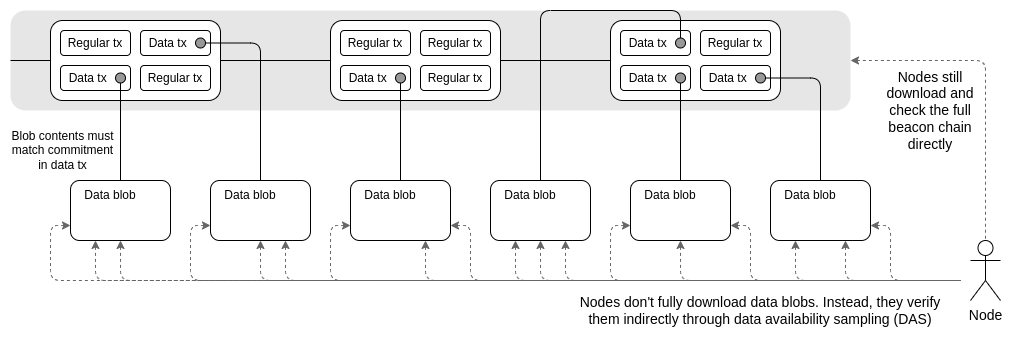 Regular tx
Data tx
Regular tx
Regular tx
Data tx
Regular tx
Data tx
Regular tx
Data tx
Regular tx
Data tx
Data tx
Nodes still
download and
check the full
beacon chain
directly
Blob contents must
match commitment
in data tx
Data blob
Data blob
Data blob
Data blob
Data blob
Data blob
Nodes don't fully download data blobs. Instead, they verify
them indirectly through data availability sampling (DAS)
Node